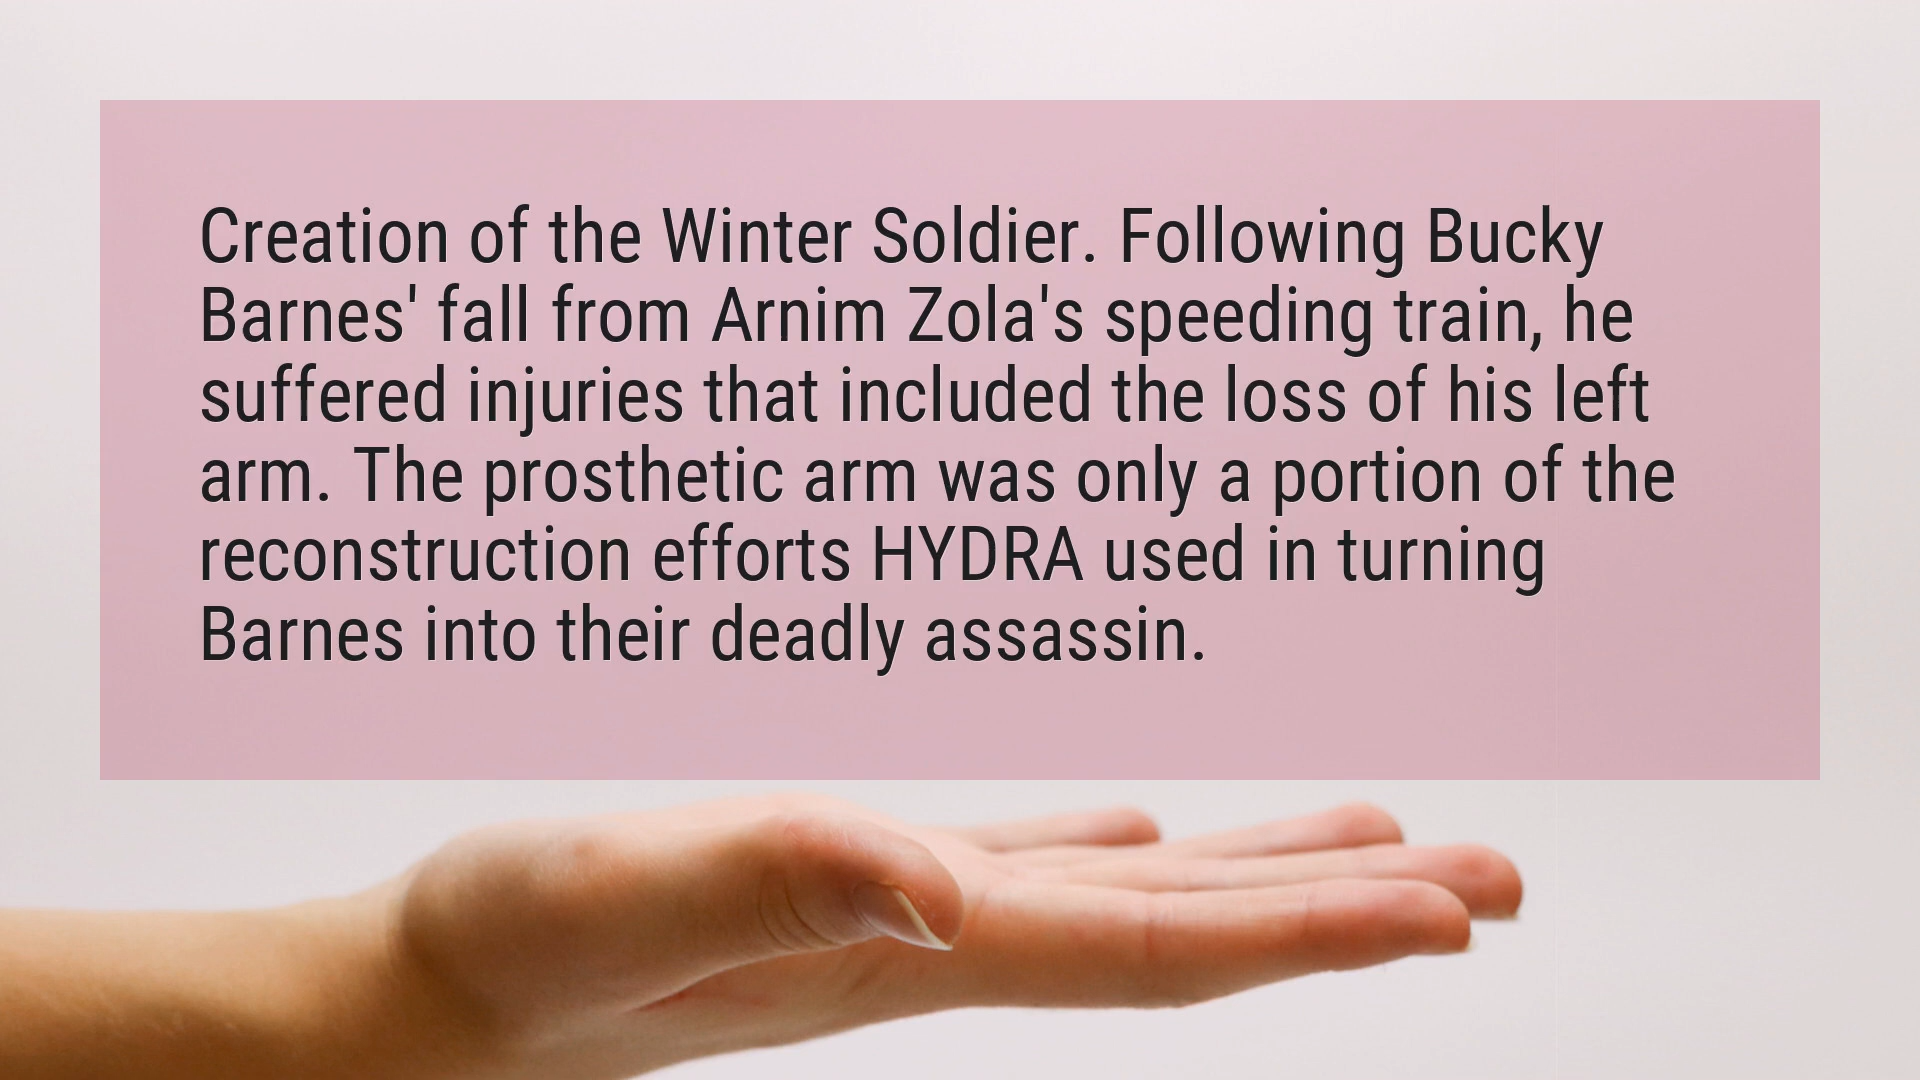 Creation of the Winter Soldier. Following Bucky
Barnes' fall from Arnim Zola's speeding train, he
suffered injuries that included the loss of his left
arm. The prosthetic arm was only a portion of the
reconstruction efforts HYDRA used in turning
Barnes into their deadly assassin.